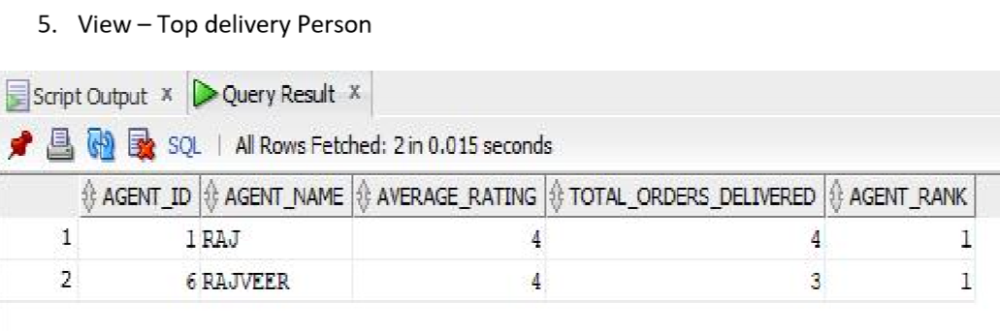 5. View – Top delivery Person
Script Output x Query Result x
SQL | All Rows Fetched: 2 in 0.015 seconds
AGENT_ID AGENT_NAME AVERAGE_RATING TOTAL_ORDERS_DELIVERED AGENT_RANK
1 1 RAJ 4 4 1
2 6 RAJVEER 4 3 1